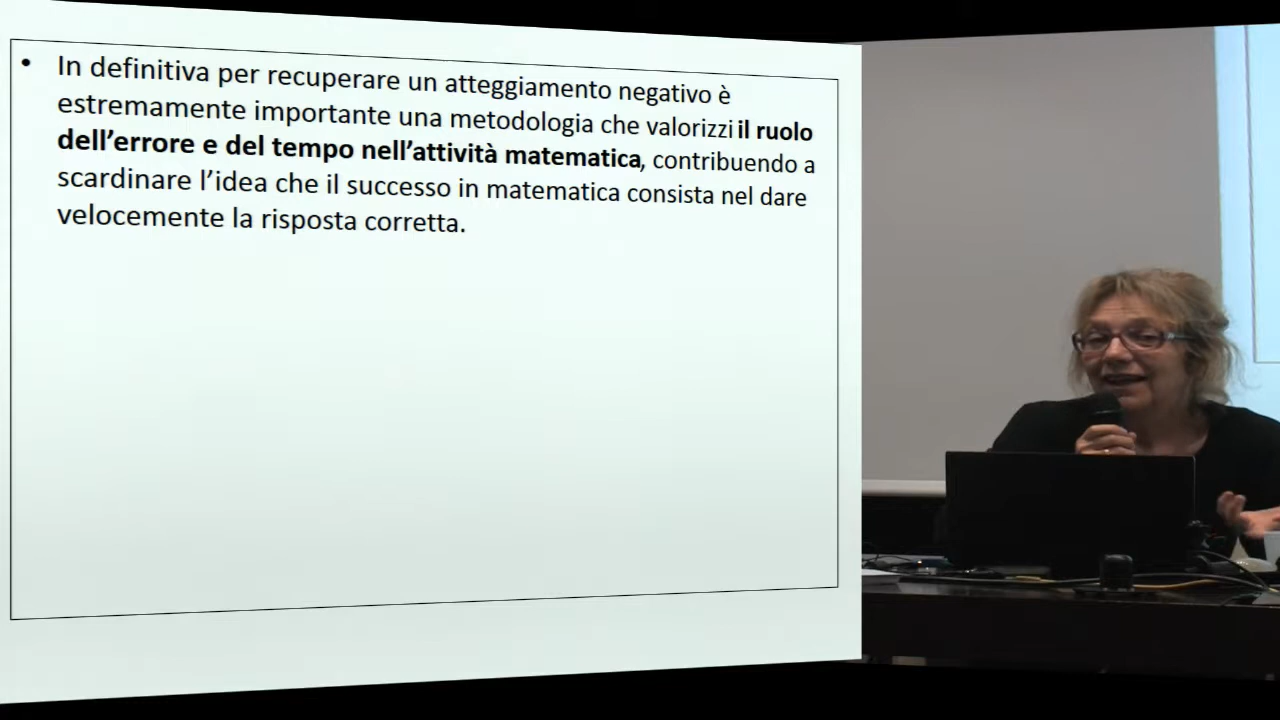 • In definitiva per recuperare un atteggiamento negativo è
estremamente importante una metodologia che valorizzi il ruolo
dell’errore e del tempo nell’attività matematica, contribuendo a
scardinare l’idea che il successo in matematica consista nel dare
velocemente la risposta corretta.